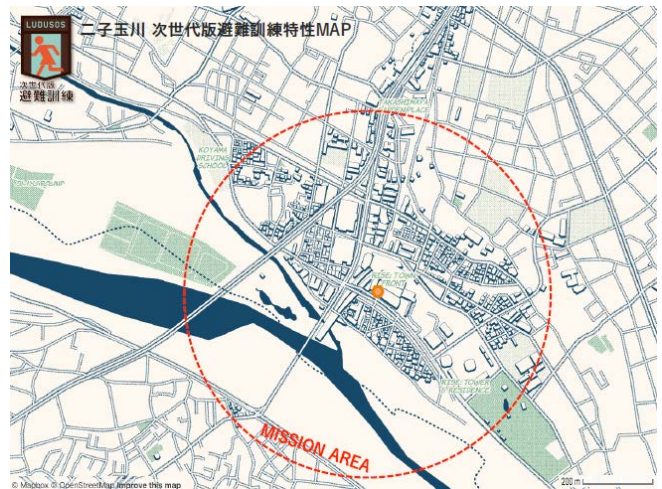 LUDUSOS
二子玉川 次世代版避難訓練特性MAP
次世代版
避難訓練
KOYAMA
DRIVING
SCHOOL
RISE, TOWER
RISE, TOWER
RESIDENCE
MISSION AREA
200 m
© Mapbox © OpenStreetMap Improve this map